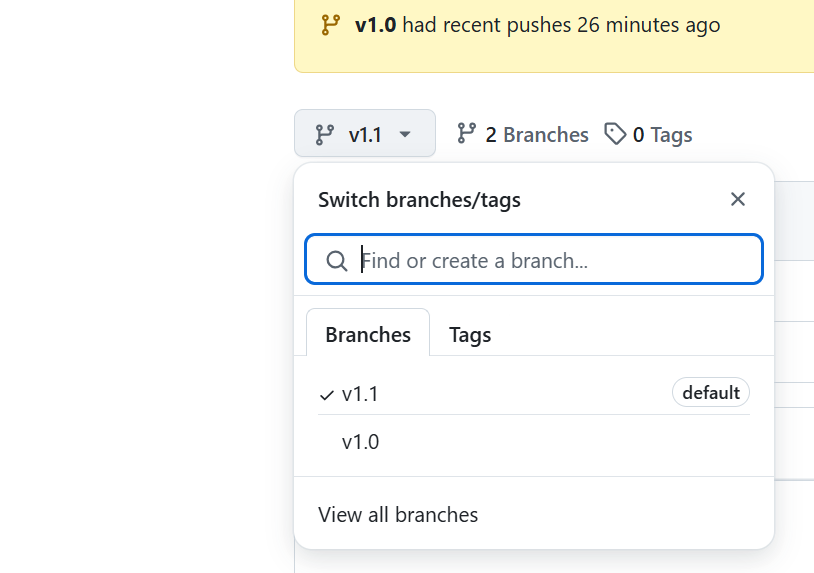 v1.0 had recent pushes 26 minutes ago
v1.1 2 Branches 0 Tags
Switch branches/tags
Find or create a branch...
Branches Tags
v1.1 default
v1.0
View all branches